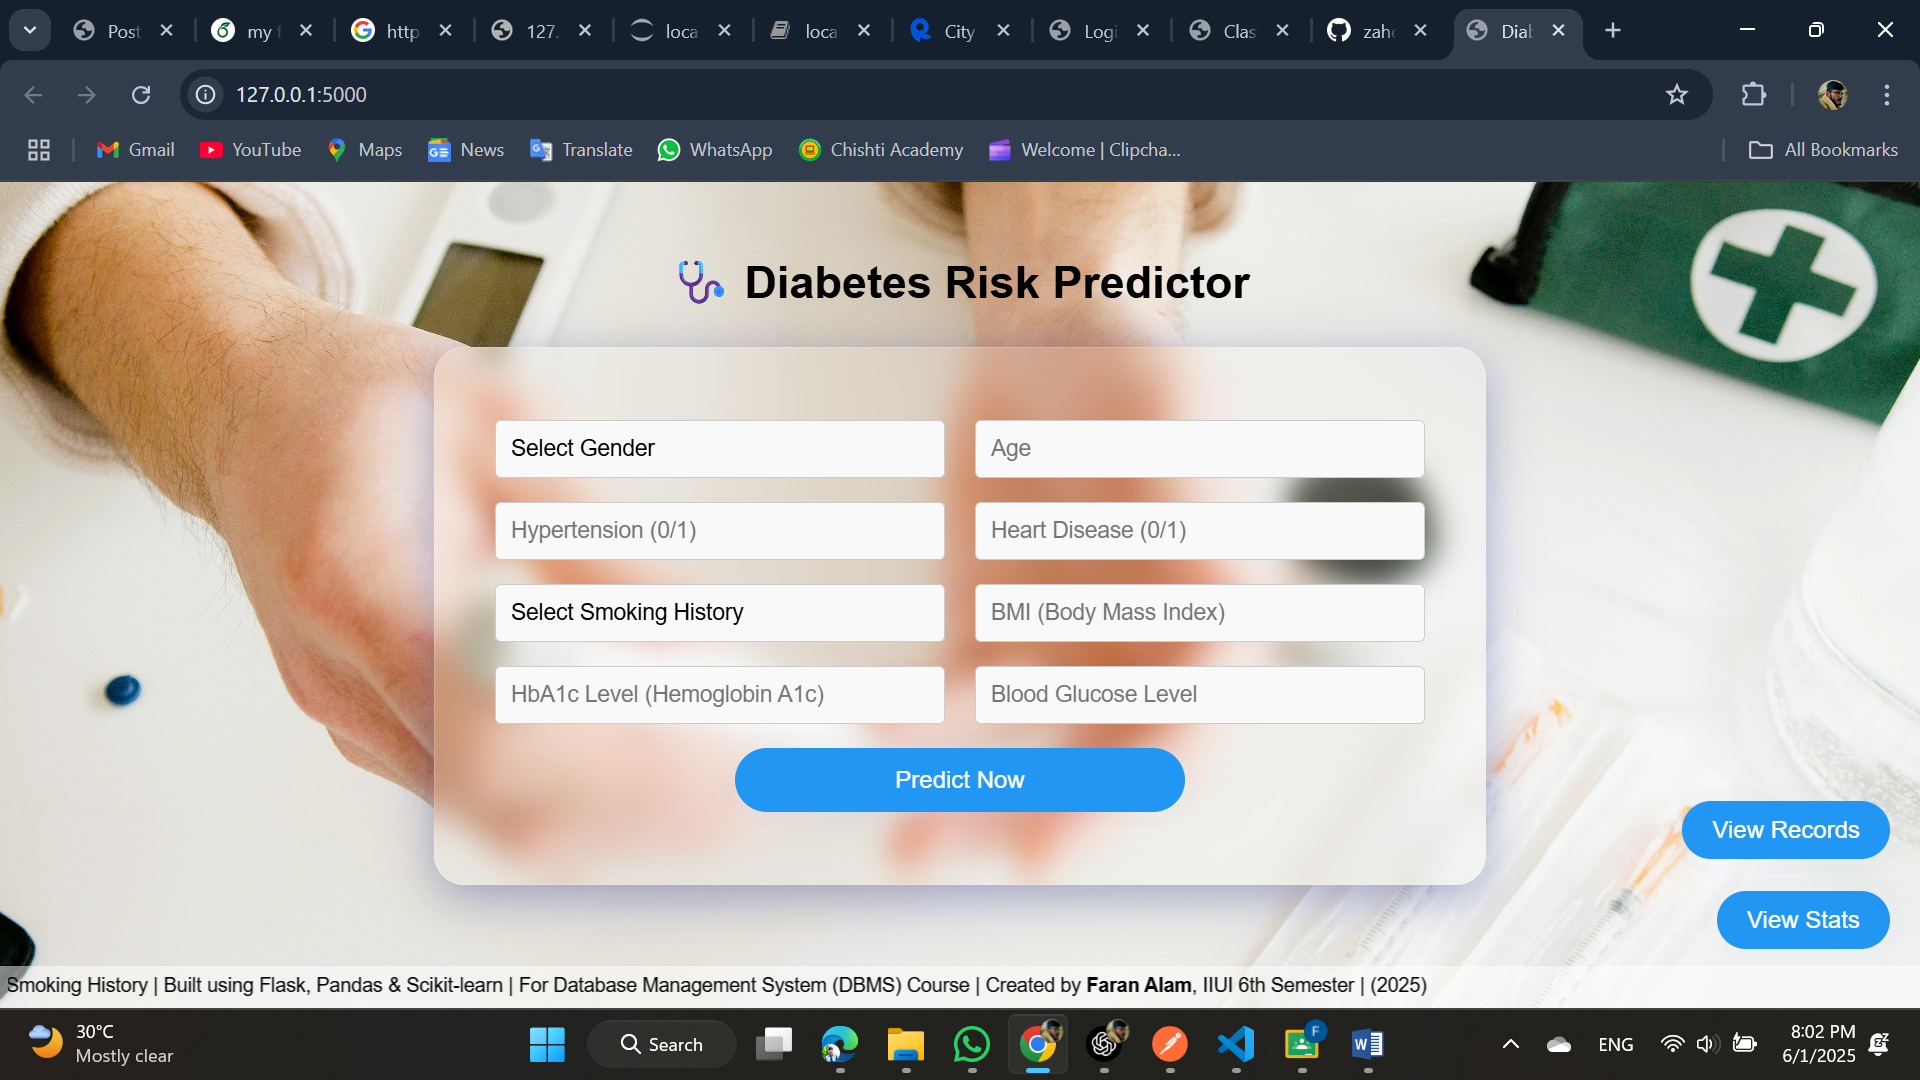 Post
my f
http
127.
loca
loca
City
Logi
Clas
zahe
Diab
127.0.0.1:5000
Gmail
YouTube
Maps
News
Translate
WhatsApp
Chishti Academy
Welcome | Clipcha...
All Bookmarks
Diabetes Risk Predictor
Select Gender
Age
Hypertension (0/1)
Heart Disease (0/1)
Select Smoking History
BMI (Body Mass Index)
HbA1c Level (Hemoglobin A1c)
Blood Glucose Level
Predict Now
View Records
View Stats
Smoking History | Built using Flask, Pandas & Scikit-learn | For Database Management System (DBMS) Course | Created by Faran Alam, IIUI 6th Semester | (2025)
30°C
Mostly clear
Search
F
ENG
8:02 PM
6/1/2025